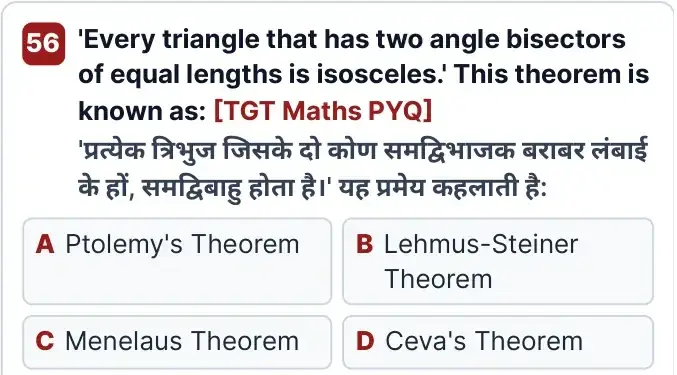 56 'Every triangle that has two angle bisectors
of equal lengths is isosceles.' This theorem is
known as: [TGT Maths PYQ]
'प्रत्येक त्रिभुज जिसके दो कोण समद्विभाजक बराबर लंबाई
के हों, समद्विबाहु होता है।' यह प्रमेय कहलाती है:
A Ptolemy's Theorem
B Lehmus-Steiner
Theorem
C Menelaus Theorem
D Ceva's Theorem